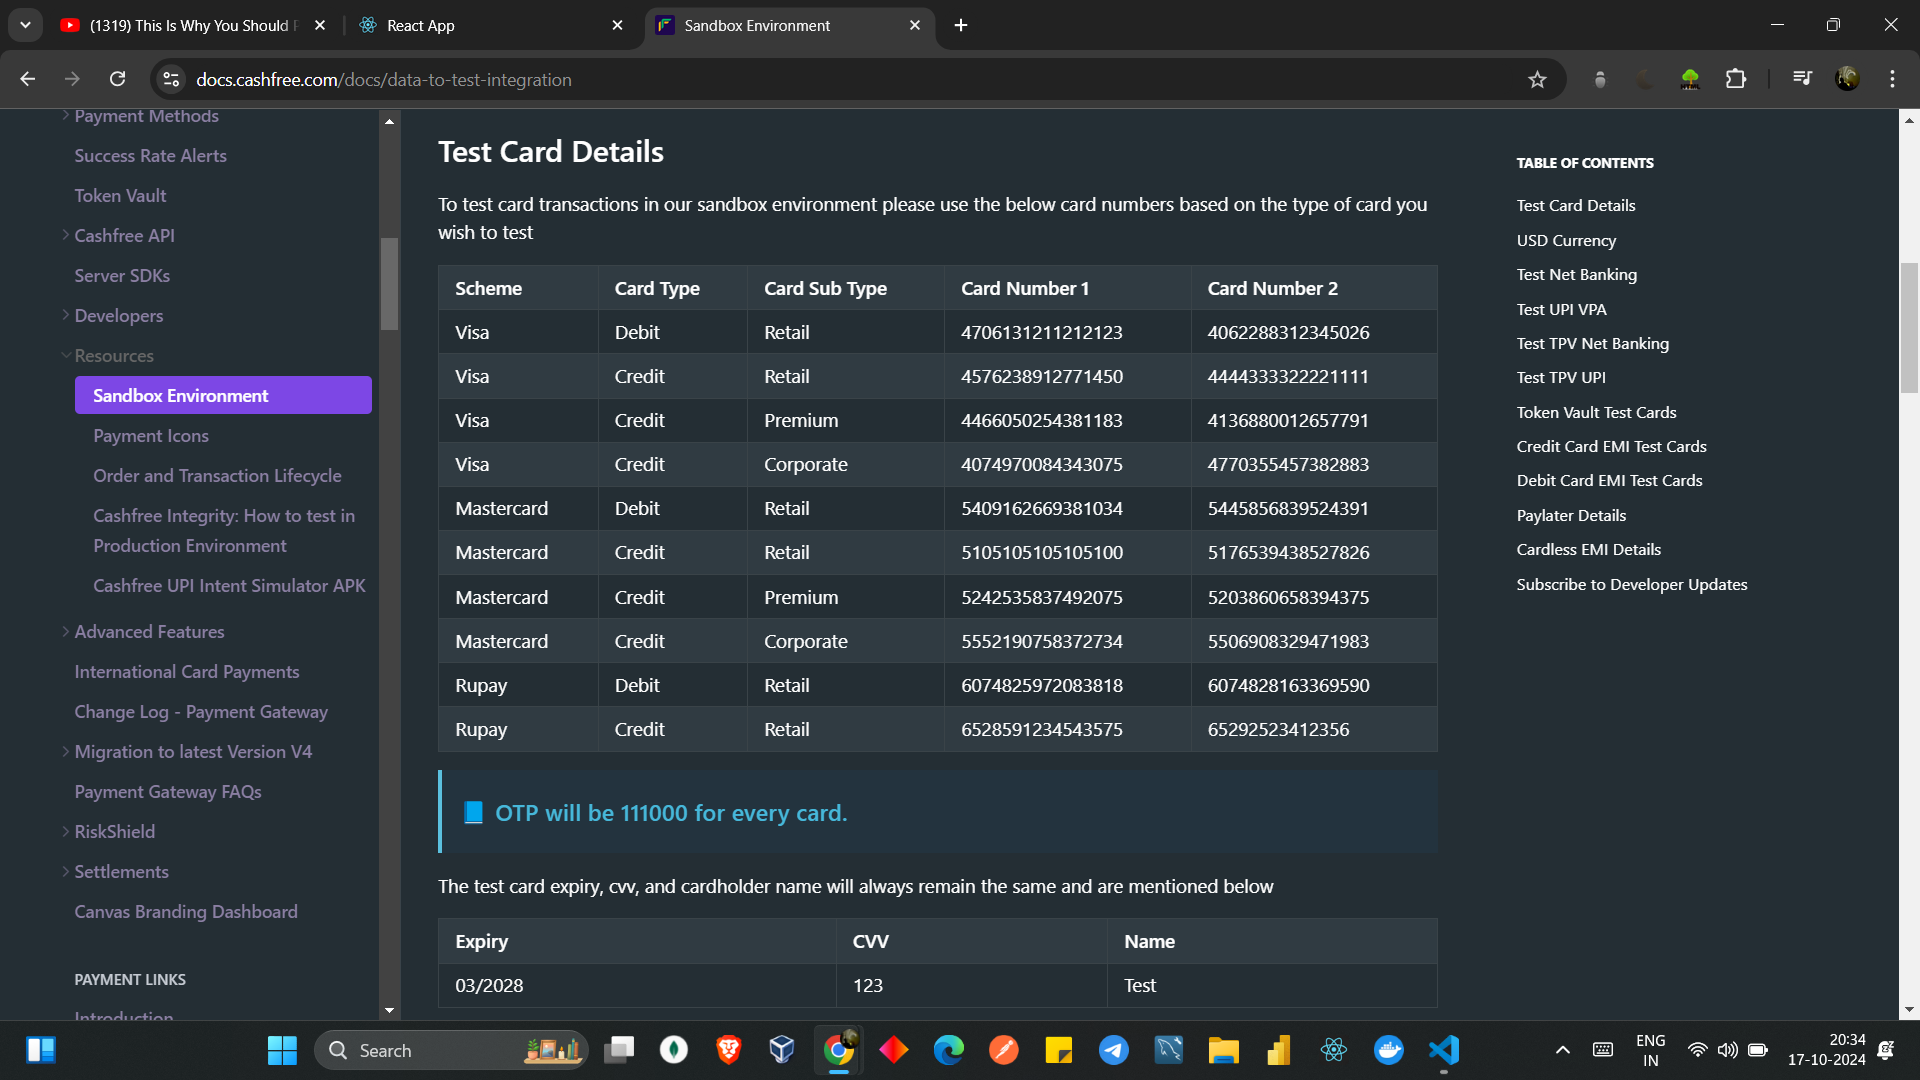 (1319) This Is Why You Should
React App
Sandbox Environment
docs.cashfree.com/docs/data-to-test-integration
Payment Methods
Success Rate Alerts
Token Vault
Cashfree API
Server SDKs
Developers
Resources
Sandbox Environment
Payment Icons
Order and Transaction Lifecycle
Cashfree Integrity: How to test in
Production Environment
Cashfree UPI Intent Simulator APK
Advanced Features
International Card Payments
Change Log - Payment Gateway
Migration to latest Version V4
Payment Gateway FAQs
RiskShield
Settlements
Canvas Branding Dashboard
PAYMENT LINKS
Introduction
Test Card Details
To test card transactions in our sandbox environment please use the below card numbers based on the type of card you
wish to test
Scheme Card Type Card Sub Type Card Number 1 Card Number 2
Visa Debit Retail 4706131211212123 4062288312345026
Visa Credit Retail 4576238912771450 4444333322221111
Visa Credit Premium 4466050254381183 4136880012657791
Visa Credit Corporate 4074970084343075 4770355457382883
Mastercard Debit Retail 5409162669381034 5445856839524391
Mastercard Credit Retail 5105105105105100 5176539438527826
Mastercard Credit Premium 5242535837492075 5203860658394375
Mastercard Credit Corporate 5552190758372734 5506908329471983
Rupay Debit Retail 6074825972083818 6074828163369590
Rupay Credit Retail 6528591234543575 65292523412356
OTP will be 111000 for every card.
The test card expiry, cvv, and cardholder name will always remain the same and are mentioned below
Expiry CVV Name
03/2028 123 Test
TABLE OF CONTENTS
Test Card Details
USD Currency
Test Net Banking
Test UPI VPA
Test TPV Net Banking
Test TPV UPI
Token Vault Test Cards
Credit Card EMI Test Cards
Debit Card EMI Test Cards
Paylater Details
Cardless EMI Details
Subscribe to Developer Updates
Search
ENG
IN
20:34
17-10-2024